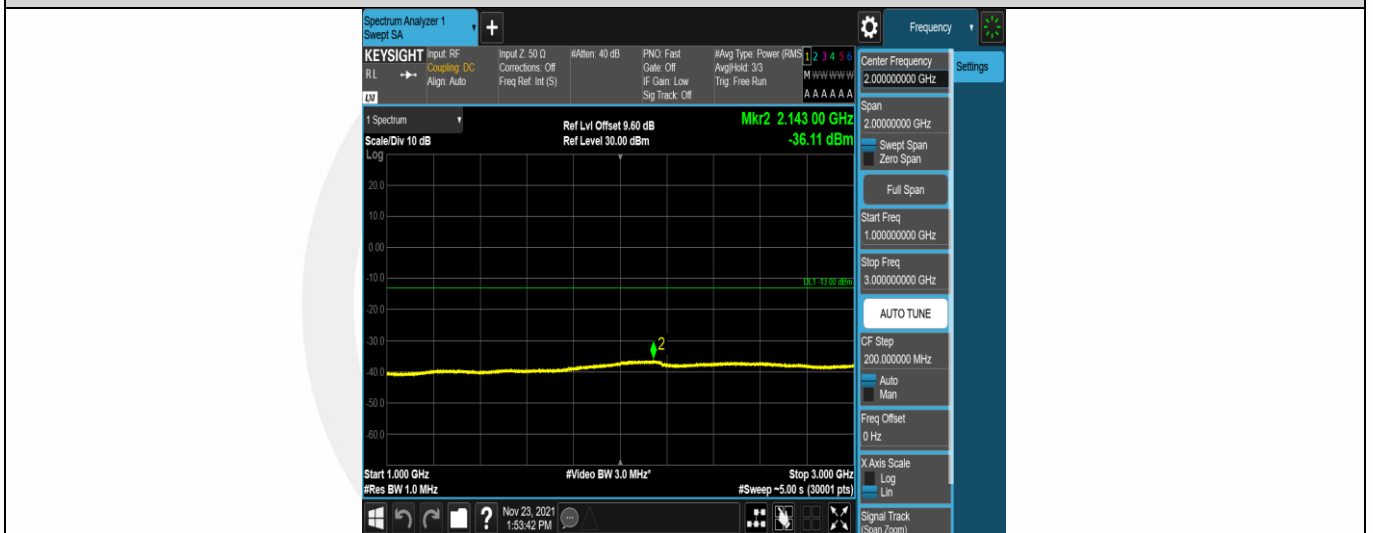 Spectrum Analyzer 1
Swept SA
Frequency
KEYSIGHT
RL
LXI
Input: RF
Coupling: DC
Align: Auto
Input Z: 50 Ω
Corrections: Off
Freq Ref: Int (S)
#Atten: 40 dB
PNO: Fast
Gate: Off
IF Gain: Low
Sig Track: Off
#Avg Type: Power (RMS
Avg|Hold: 3/3
Trig: Free Run
1 2 3 4 5 6
M W W W W W
A A A A A A
1 Spectrum
Scale/Div 10 dB
Log
Ref Lvl Offset 9.60 dB
Ref Level 30.00 dBm
Mkr2 2.143 00 GHz
-36.11 dBm
20.0
10.0
0.00
-10.0
-20.0
-30.0
-40.0
-50.0
-60.0
DL1 -13.00 dBm
2
Start 1.000 GHz
#Res BW 1.0 MHz
#Video BW 3.0 MHz*
Stop 3.000 GHz
#Sweep ~5.00 s (30001 pts)
?
Nov 23, 2021
1:53:42 PM
Center Frequency
2.000000000 GHz
Settings
Span
2.00000000 GHz
Swept Span
Zero Span
Full Span
Start Freq
1.000000000 GHz
Stop Freq
3.000000000 GHz
AUTO TUNE
CF Step
200.000000 MHz
Auto
Man
Freq Offset
0 Hz
X Axis Scale
Log
Lin
Signal Track
(Span Zoom)